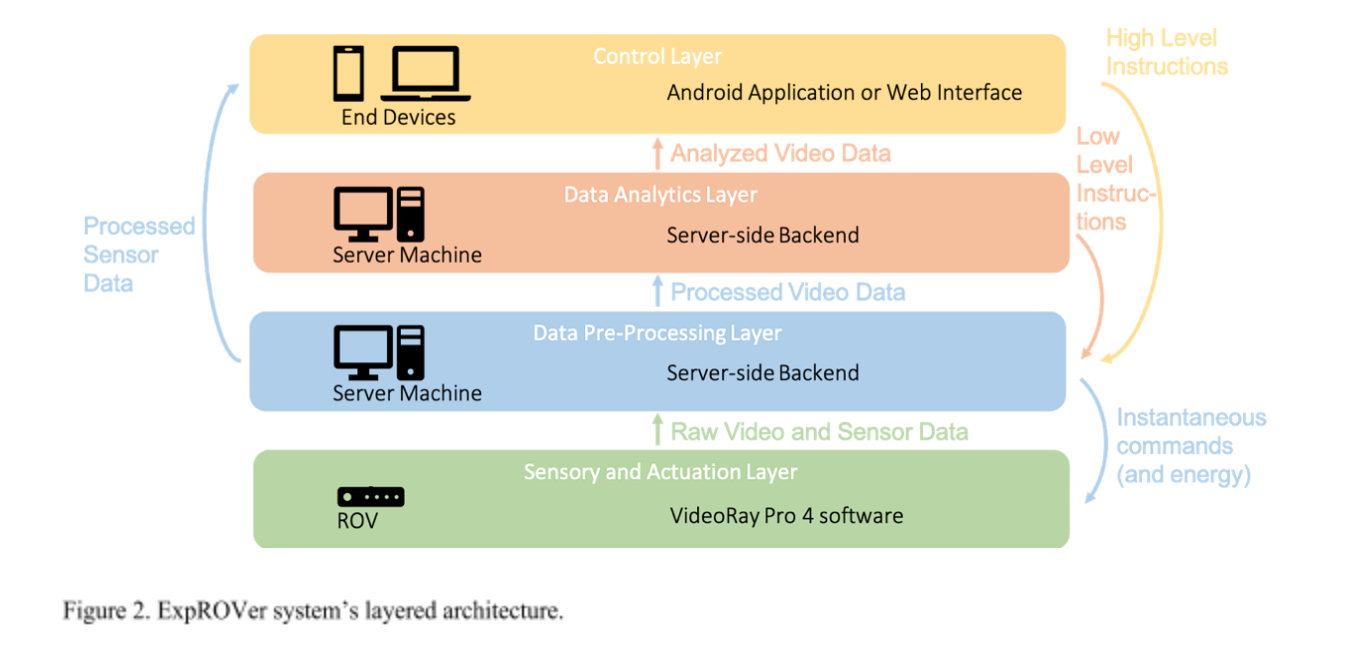 Control Layer
High Level
Instructions
Android Application or Web Interface
End Devices
Analyzed Video Data
Low
Level
Instruc-
tions
Data Analytics Layer
Server-side Backend
Server Machine
Processed
Sensor
Data
Processed Video Data
Data Pre-Processing Layer
Server-side Backend
Server Machine
Raw Video and Sensor Data
Instantaneous
commands
(and energy)
Sensory and Actuation Layer
VideoRay Pro 4 software
ROV
Figure 2. ExpROVer system's layered architecture.